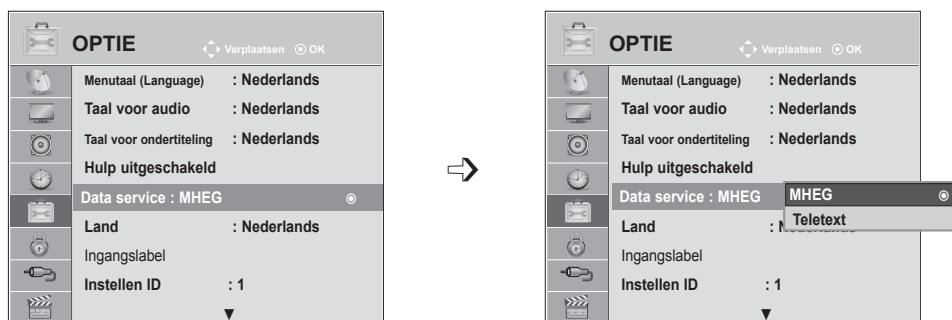 OPTIE
Verplaatsen OK
Menutaal (Language) : Nederlands
Taal voor audio : Nederlands
Taal voor ondertiteling : Nederlands
Hulp uitgeschakeld
Data service : MHEG
Land : Nederlands
Ingangslabel
Instellen ID : 1
OPTIE
Verplaatsen OK
Menutaal (Language) : Nederlands
Taal voor audio : Nederlands
Taal voor ondertiteling : Nederlands
Hulp uitgeschakeld
Data service : MHEG
MHEG
Teletext
Land : Nederlands
Ingangslabel
Instellen ID : 1